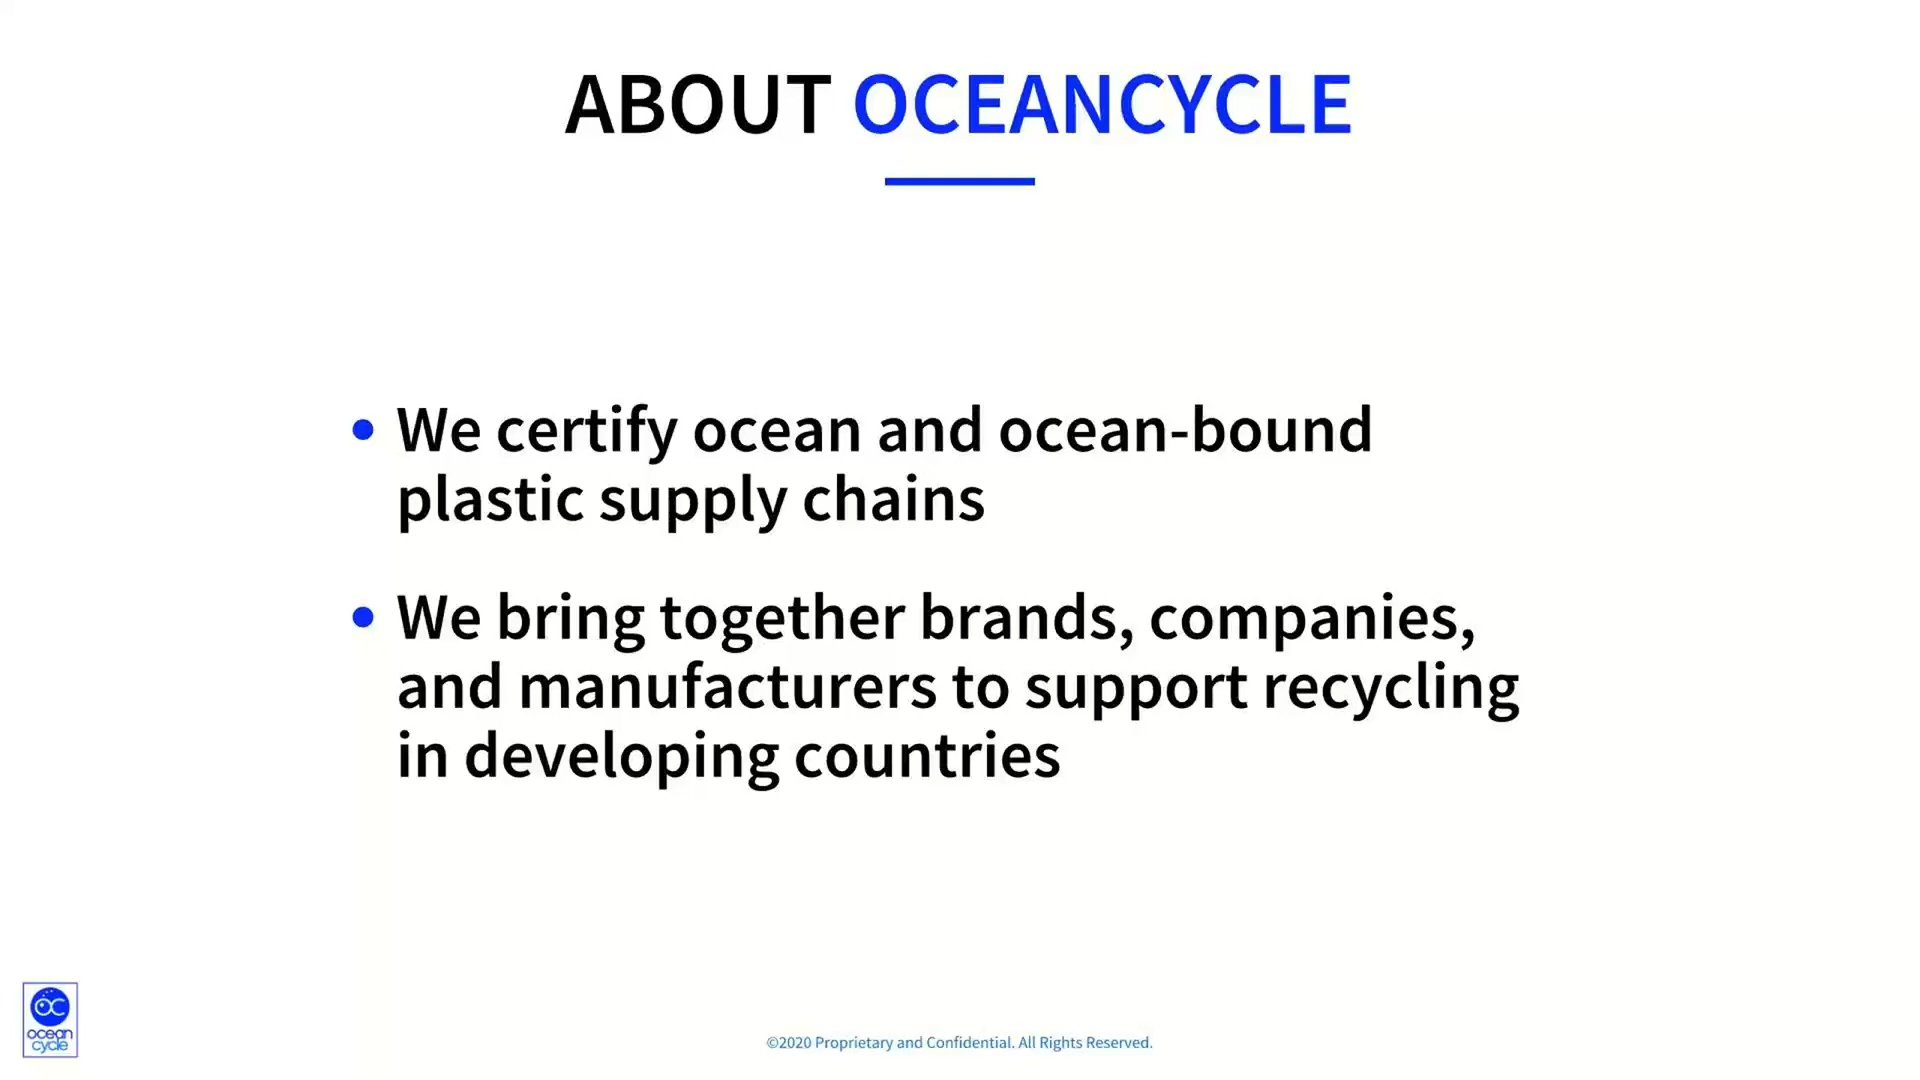 ABOUT OCEANCYCLE
• We certify ocean and ocean-bound
plastic supply chains
• We bring together brands, companies,
and manufacturers to support recycling
in developing countries
OC
ocean
cycle
©2020 Proprietary and Confidential. All Rights Reserved.